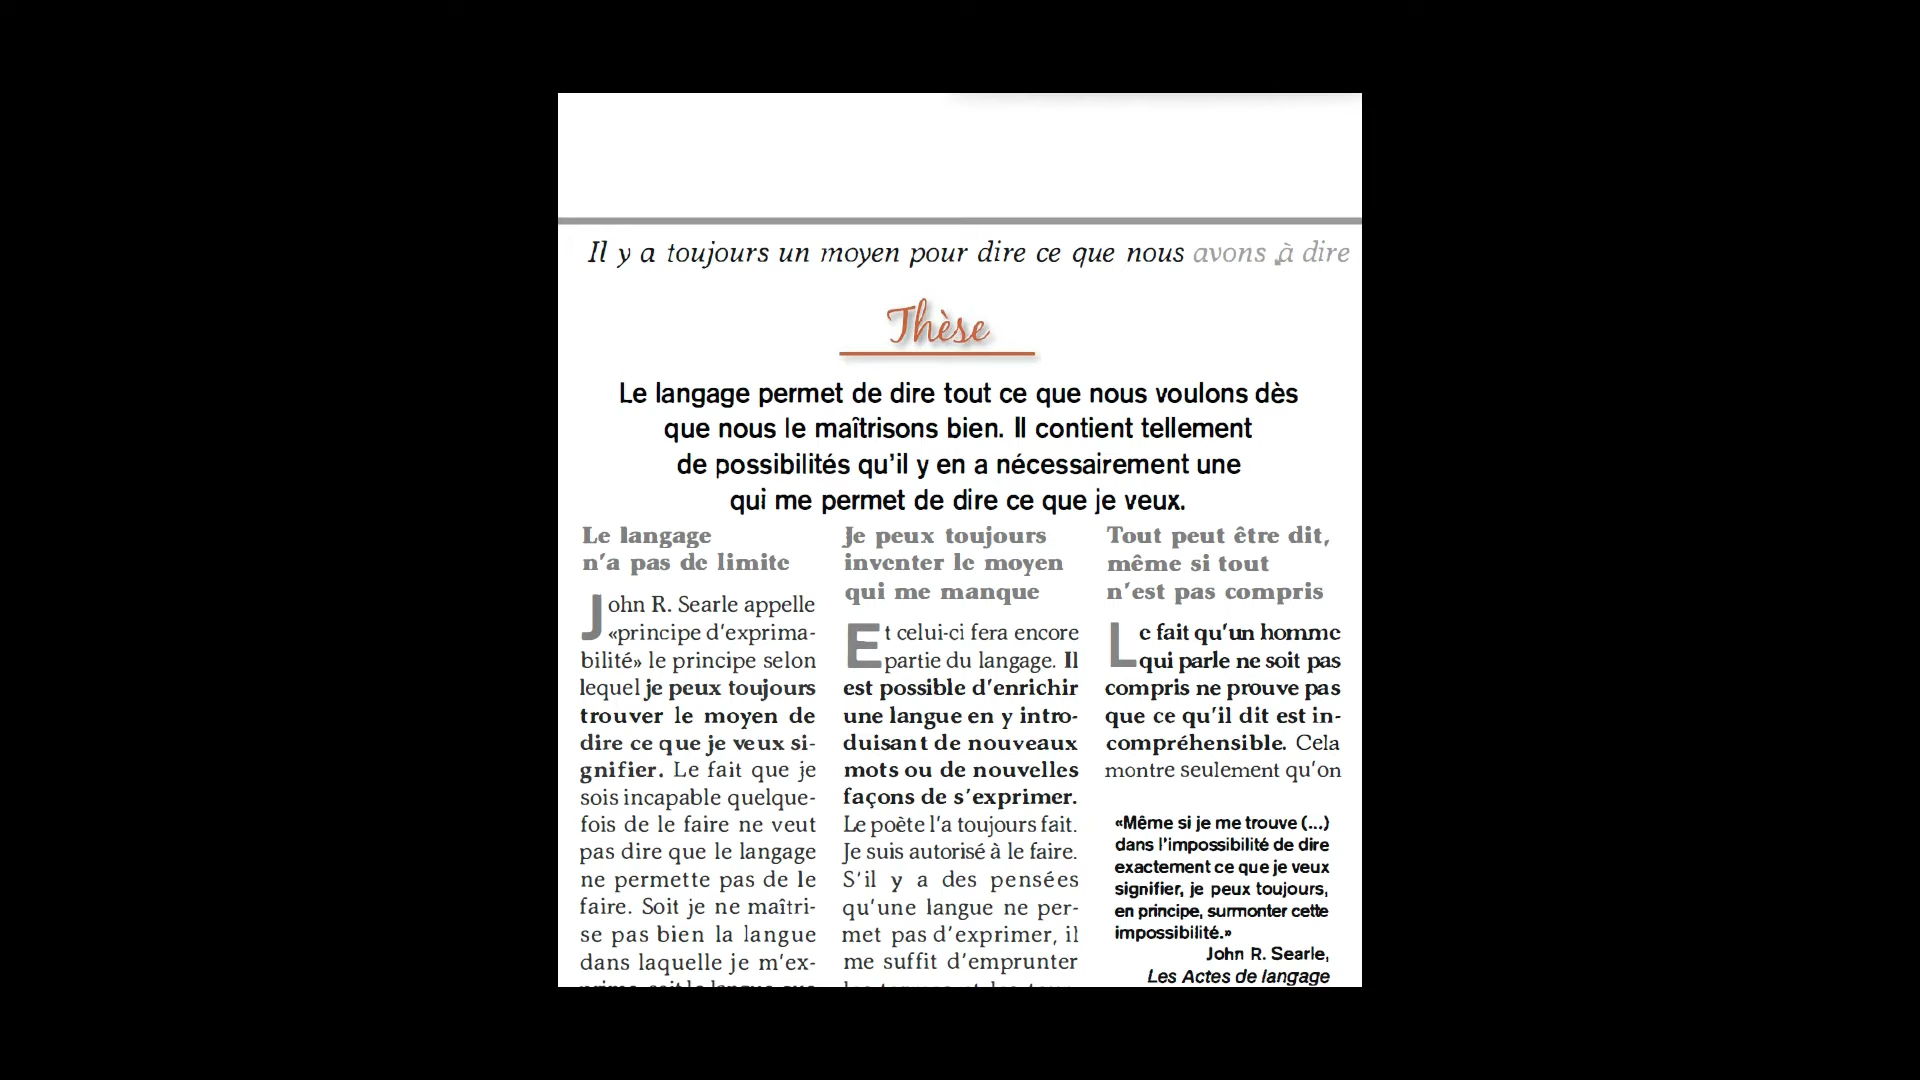 Il y a toujours un moyen pour dire ce que nous avons à dire
Thèse
Le langage permet de dire tout ce que nous voulons dès
que nous le maîtrisons bien. Il contient tellement
de possibilités qu'il y en a nécessairement une
qui me permet de dire ce que je veux.
Le langage
n'a pas de limite
John R. Searle appelle
«principe d'exprima-
bilité» le principe selon
lequel je peux toujours
trouver le moyen de
dire ce que je veux si-
gnifier. Le fait que je
sois incapable quelque-
fois de le faire ne veut
pas dire que le langage
ne permette pas de le
faire. Soit je ne maîtri-
se pas bien la langue
dans laquelle je m'ex-
Je peux toujours
inventer le moyen
qui me manque
Et celui-ci fera encore
partie du langage. Il
est possible d'enrichir
une langue en y intro-
duisant de nouveaux
mots ou de nouvelles
façons de s'exprimer.
Le poète l'a toujours fait.
Je suis autorisé à le faire.
S'il y a des pensées
qu'une langue ne per-
met pas d'exprimer, il
me suffit d'emprunter
Tout peut être dit,
même si tout
n'est pas compris
Le fait qu'un homme
qui parle ne soit pas
compris ne prouve pas
que ce qu'il dit est in-
compréhensible. Cela
montre seulement qu'on
«Même si je me trouve (...)
dans l'impossibilité de dire
exactement ce que je veux
signifier, je peux toujours,
en principe, surmonter cette
impossibilité.»
John R. Searle,
Les Actes de langage